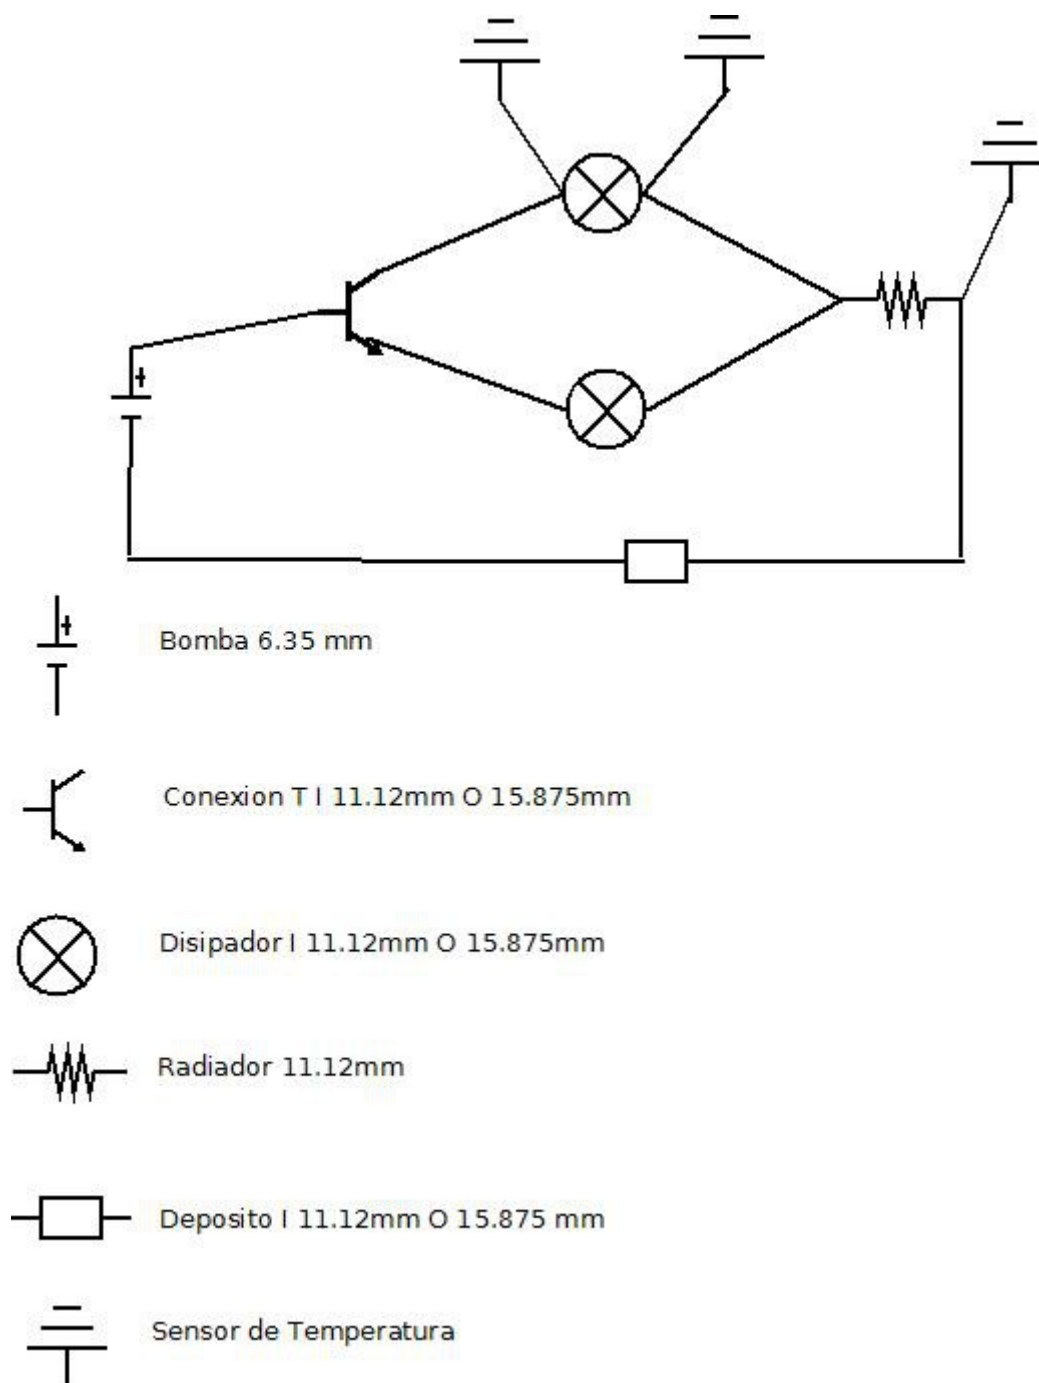 +
Bomba 6.35 mm
+
Conexion T I 11.12mm O 15.875mm
Disipador I 11.12mm O 15.875mm
Radiador 11.12mm
Deposito I 11.12mm O 15.875 mm
Sensor de Temperatura